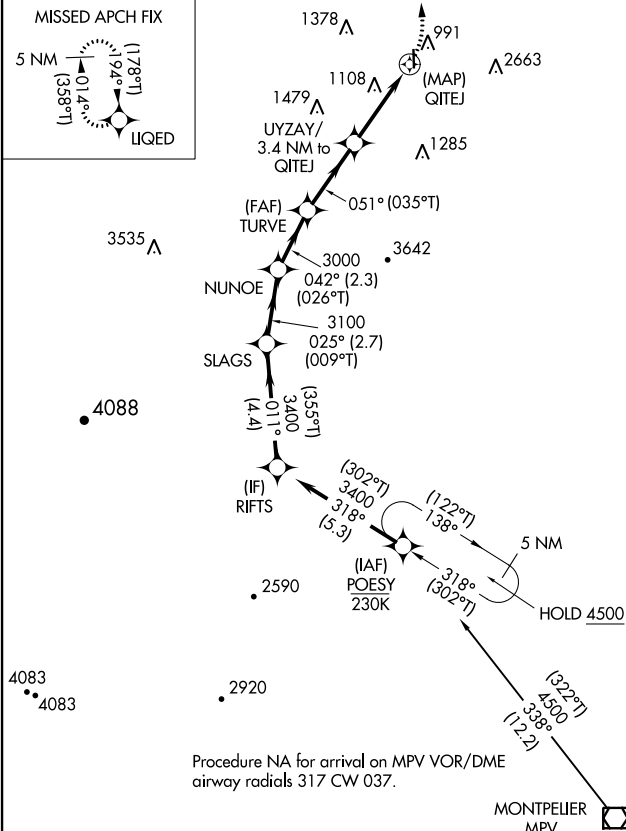 MISSED APCH FIX
5 NM
(358°T)
014°
194°
(178°T)
LIQED
1378
991
2663
(MAP)
QITEJ
1108
1479
UYZAY/
3.4 NM to
QITEJ
1285
051° (035°T)
(FAF)
TURVE
3535
3642
3000
042° (2.3)
(026°T)
NUNOE
3100
025° (2.7)
(009°T)
SLAGS
4088
(355°T)
3400
011°
(4.4)
(IF)
RIFTS
(302°T)
3400
318°
(5.3)
(122°T)
138°
5 NM
(IAF)
POESY
230K
318°
(302°T)
HOLD 4500
2590
4083
4083
2920
(322°T)
4500
338°
(12.2)
Procedure NA for arrival on MPV VOR/DME
airway radials 317 CW 037.
MONTPELIER
MPV